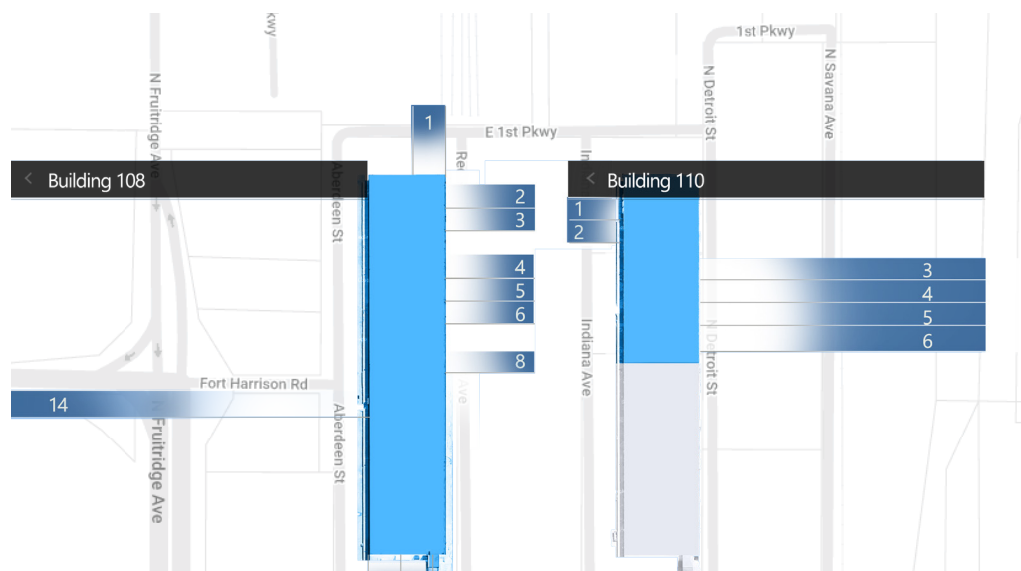 kwy
1st Pkwy
N Fruitridge Ave
N Detroit St
N Savana Ave
1
E 1st Pkwy
Building 108
Building 110
Aberdeen St
2
3
4
5
6
8
1
2
3
4
5
6
Indiana Ave
N Detroit St
Ave
Fort Harrison Rd
14
N Fruitridge Ave
Aberdeen St